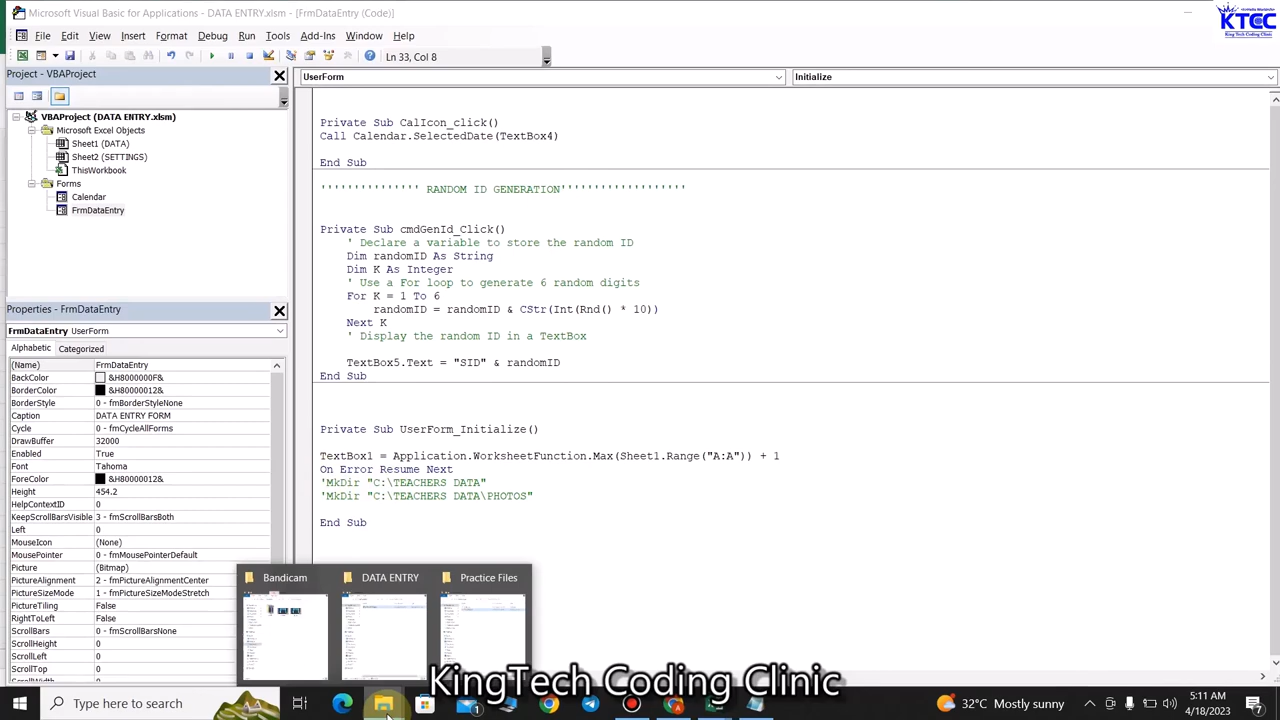 Microsoft Visual Basic for Applications - DATA ENTRY.xlsm - [FrmDataEntry (Code)]
KTCC
King Tech Coding Clinic
File Edit View Insert Format Debug Run Tools Add-Ins Window Help
Ln 33, Col 8
Project - VBAProject
UserForm
Initialize
VBAProject (DATA ENTRY.xlsm)
Microsoft Excel Objects
Sheet1 (DATA)
Sheet2 (SETTINGS)
ThisWorkbook
Forms
Calendar
FrmDataEntry
Properties - FrmDataEntry
FrmDataEntry UserForm
Alphabetic Categorized
(Name) FrmDataEntry
BackColor &H8000000F&
BorderColor &H80000012&
BorderStyle 0 - fmBorderStyleNone
Caption DATA ENTRY FORM
Cycle 0 - fmCycleAllForms
DrawBuffer 32000
Enabled True
Font Tahoma
ForeColor &H80000012&
Height 454.2
HelpContextID 0
KeepScrollBarsVisible 3 - fmScrollBarsBoth
Left 0
MouseIcon (None)
MousePointer 0 - fmMousePointerDefault
Picture (Bitmap)
PictureAlignment 2 - fmPictureAlignmentCenter
PictureTiling False
RightToLeft False
ScrollBars 0 - fmScrollBars
ScrollHeight 0
ScrollLeft 0
ScrollTop 0
Private Sub CalIcon_click()
Call Calendar.SelectedDate(TextBox4)
End Sub
''''''''''''''' RANDOM ID GENERATION'''''''''''''''''''
Private Sub cmdGenId_Click()
' Declare a variable to store the random ID
Dim randomID As String
Dim K As Integer
' Use a For loop to generate 6 random digits
For K = 1 To 6
randomID = randomID & CStr(Int(Rnd() * 10))
Next K
' Display the random ID in a TextBox
TextBox5.Text = "SID" & randomID
End Sub
Private Sub UserForm_Initialize()
TextBox1 = Application.WorksheetFunction.Max(Sheet1.Range("A:A")) + 1
On Error Resume Next
'MkDir "C:\TEACHERS DATA"
'MkDir "C:\TEACHERS DATA\PHOTOS"
End Sub
Bandicam
DATA ENTRY
Practice Files
KingTech Coding Clinic
Type here to search
32°C Mostly sunny
5:11 AM
4/18/2023